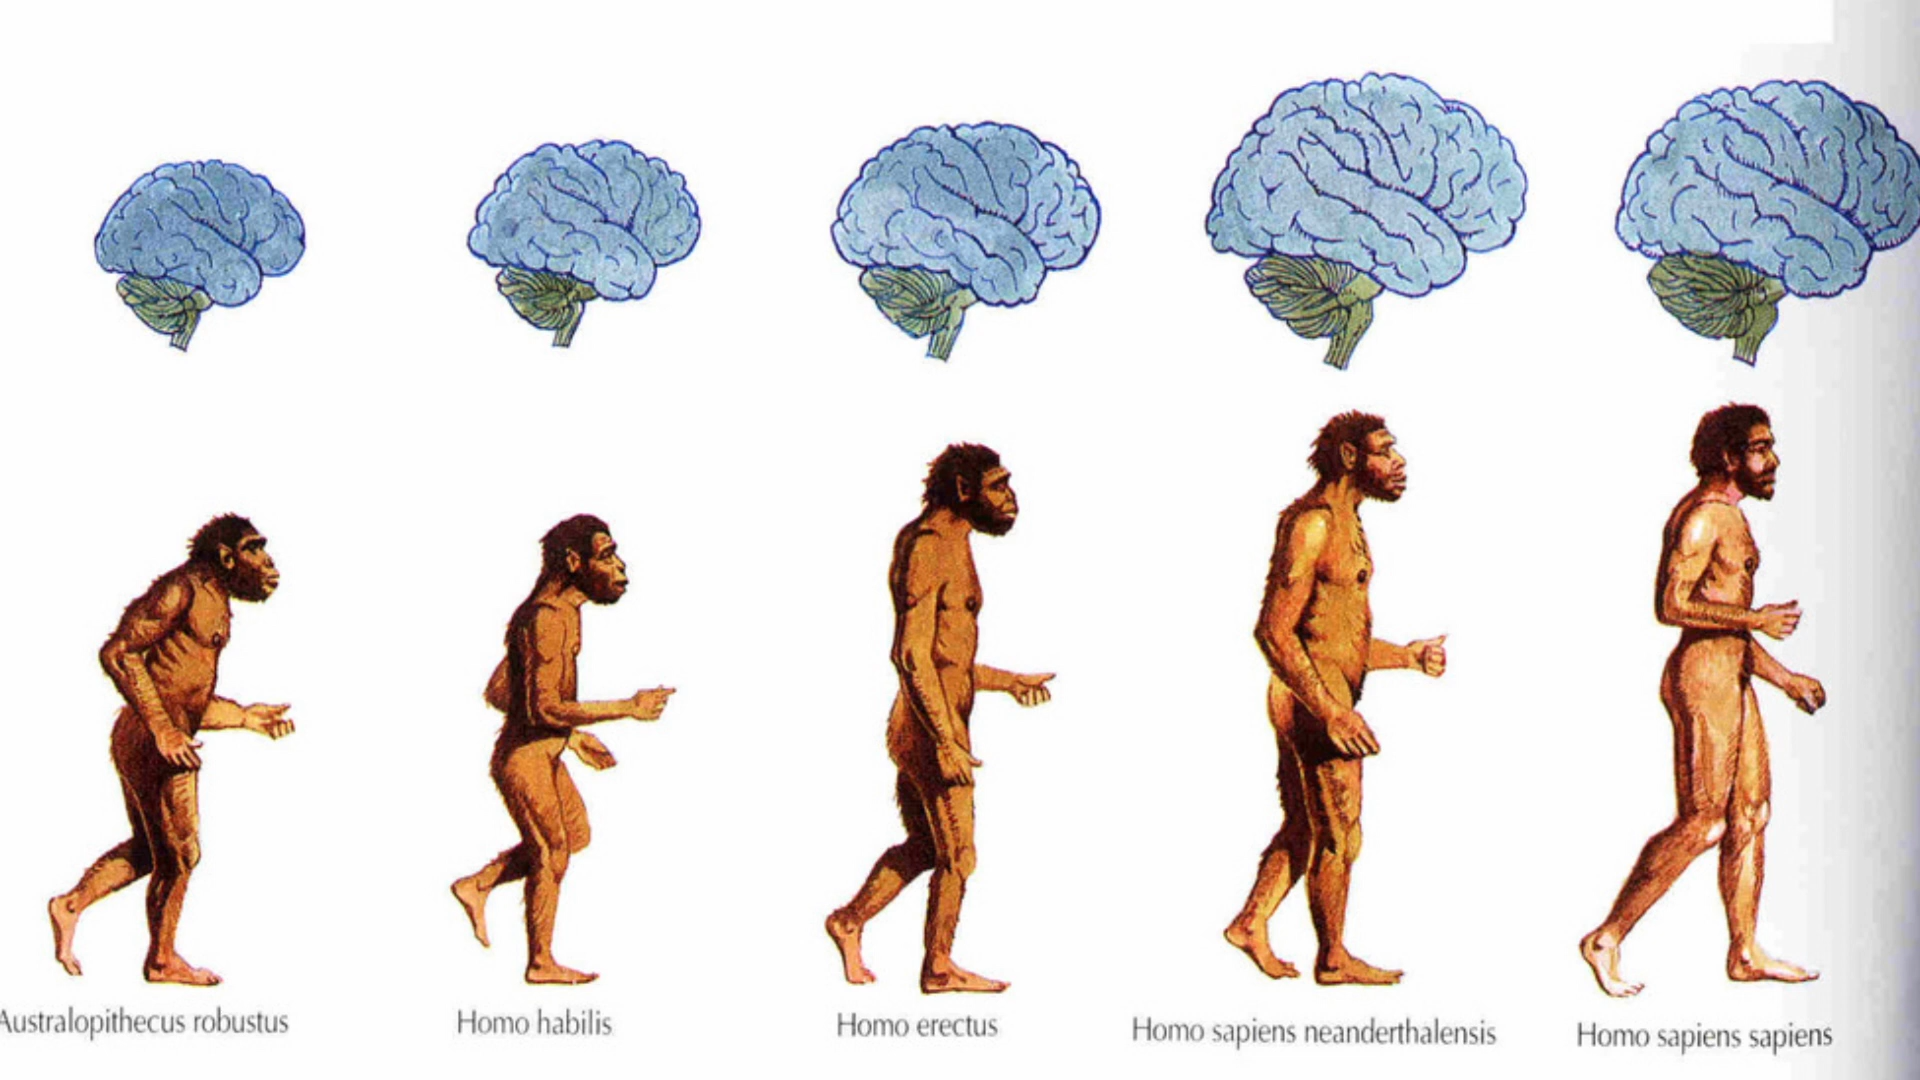 Australopithecus robustus
Homo habilis
Homo erectus
Homo sapiens neanderthalensis
Homo sapiens sapiens